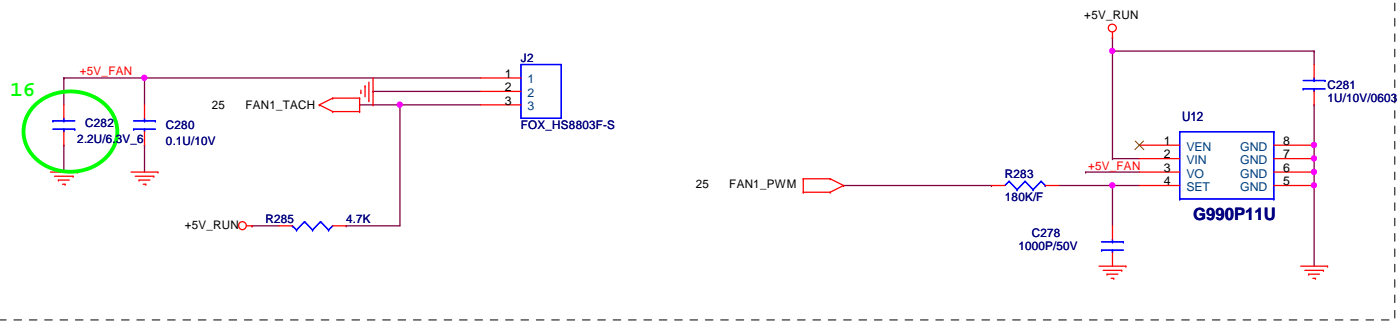 +5V_RUN
J2
+5V_FAN
1 1
2 2
3 3
16
25 FAN1_TACH
C282
2.2U/6.3V_6
C280
0.1U/10V
FOX_HS8803F-S
C281
1U/10V/0603
U12
1 VEN GND 8
2 VIN GND 7
+5V_FAN 3 VO GND 6
4 SET GND 5
G990P11U
25 FAN1_PWM
R283
180K/F
+5V_RUN R285 4.7K
C278
1000P/50V